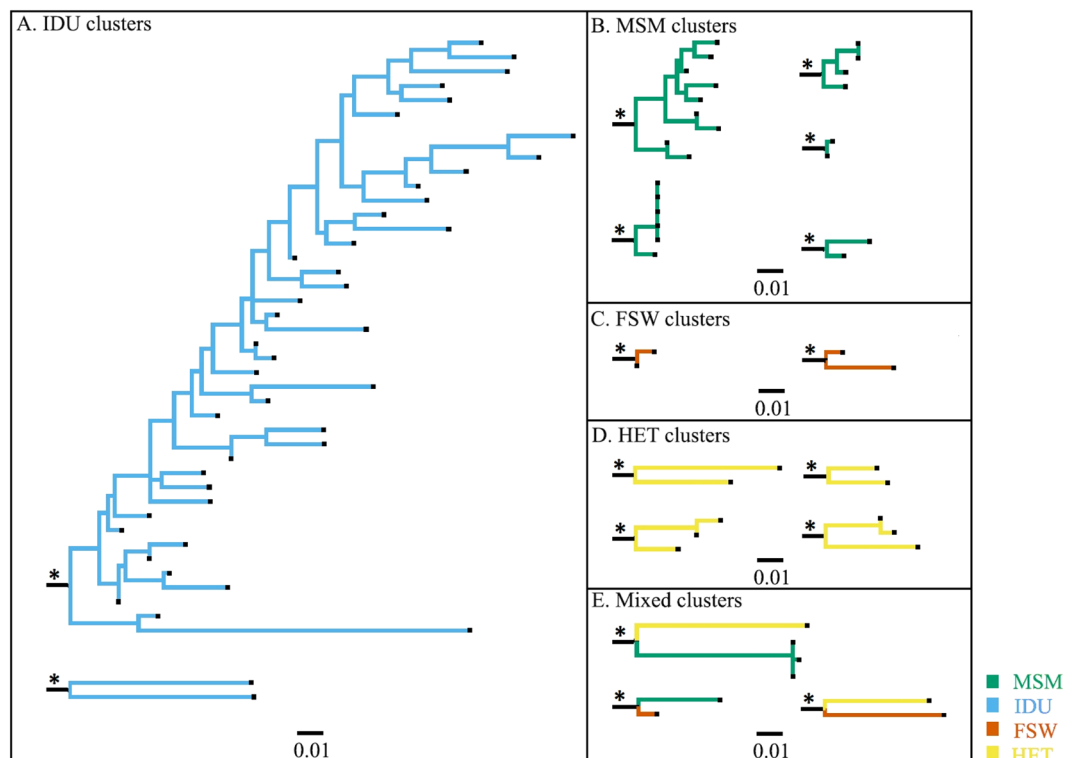 A. IDU clusters
*
*
0.01
B. MSM clusters
*
*
*
*
*
0.01
C. FSW clusters
*
*
0.01
D. HET clusters
*
*
*
*
0.01
E. Mixed clusters
*
*
*
0.01
MSM
IDU
FSW
HET